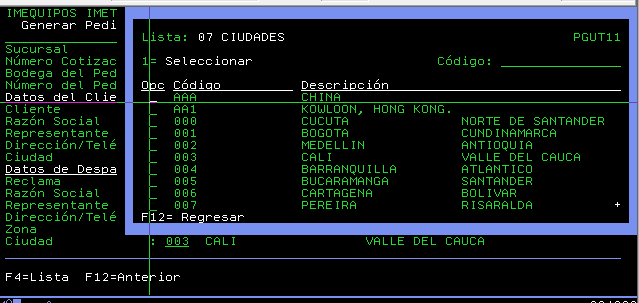 IMEQUIPOS IMET
Generar Pedi
Sucursal
Número Cotizac
Bodega del Ped
Número del Ped
Datos del Clie
Cliente
Razón Social
Representante
Dirección/Telé
Ciudad
Datos de Despa
Reclama
Razón Social
Representante
Dirección/Telé
Zona
Ciudad : 003 CALI VALLE DEL CAUCA
F4=Lista F12=Anterior
Lista: 07 CIUDADES PGUT11
1= Seleccionar Código:
Opc Código Descripción
AAA CHINA
AA1 KOWLOON, HONG KONG.
000 CUCUTA NORTE DE SANTANDER
001 BOGOTA CUNDINAMARCA
002 MEDELLIN ANTIOQUIA
003 CALI VALLE DEL CAUCA
004 BARRANQUILLA ATLANTICO
005 BUCARAMANGA SANTANDER
006 CARTAGENA BOLIVAR
007 PEREIRA RISARALDA +
F12= Regresar